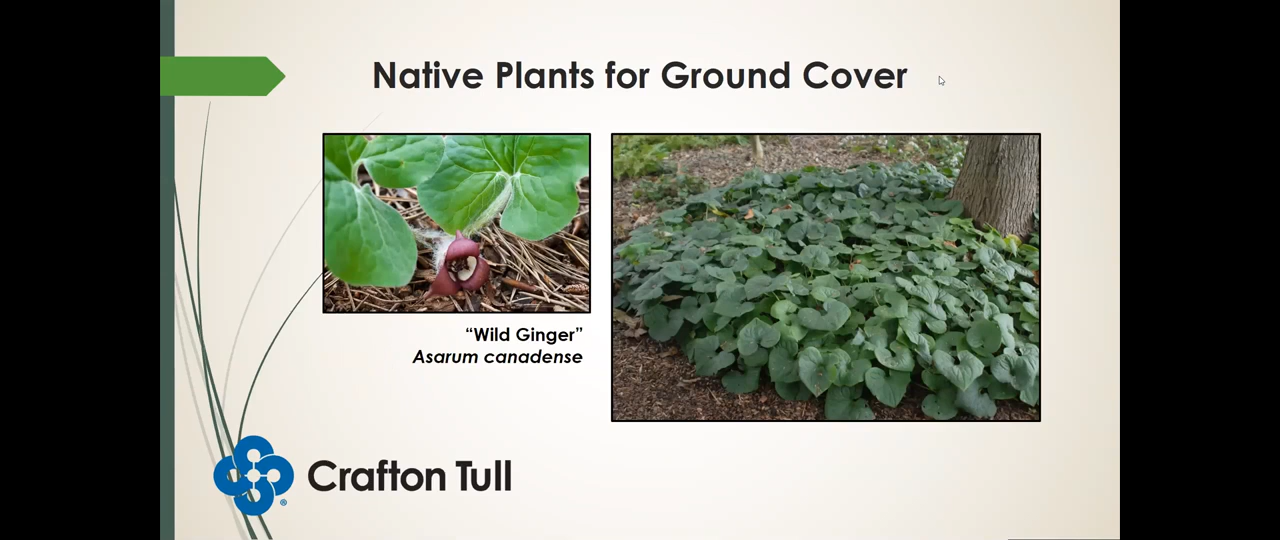 Native Plants for Ground Cover
“Wild Ginger”
Asarum canadense
Crafton Tull
®